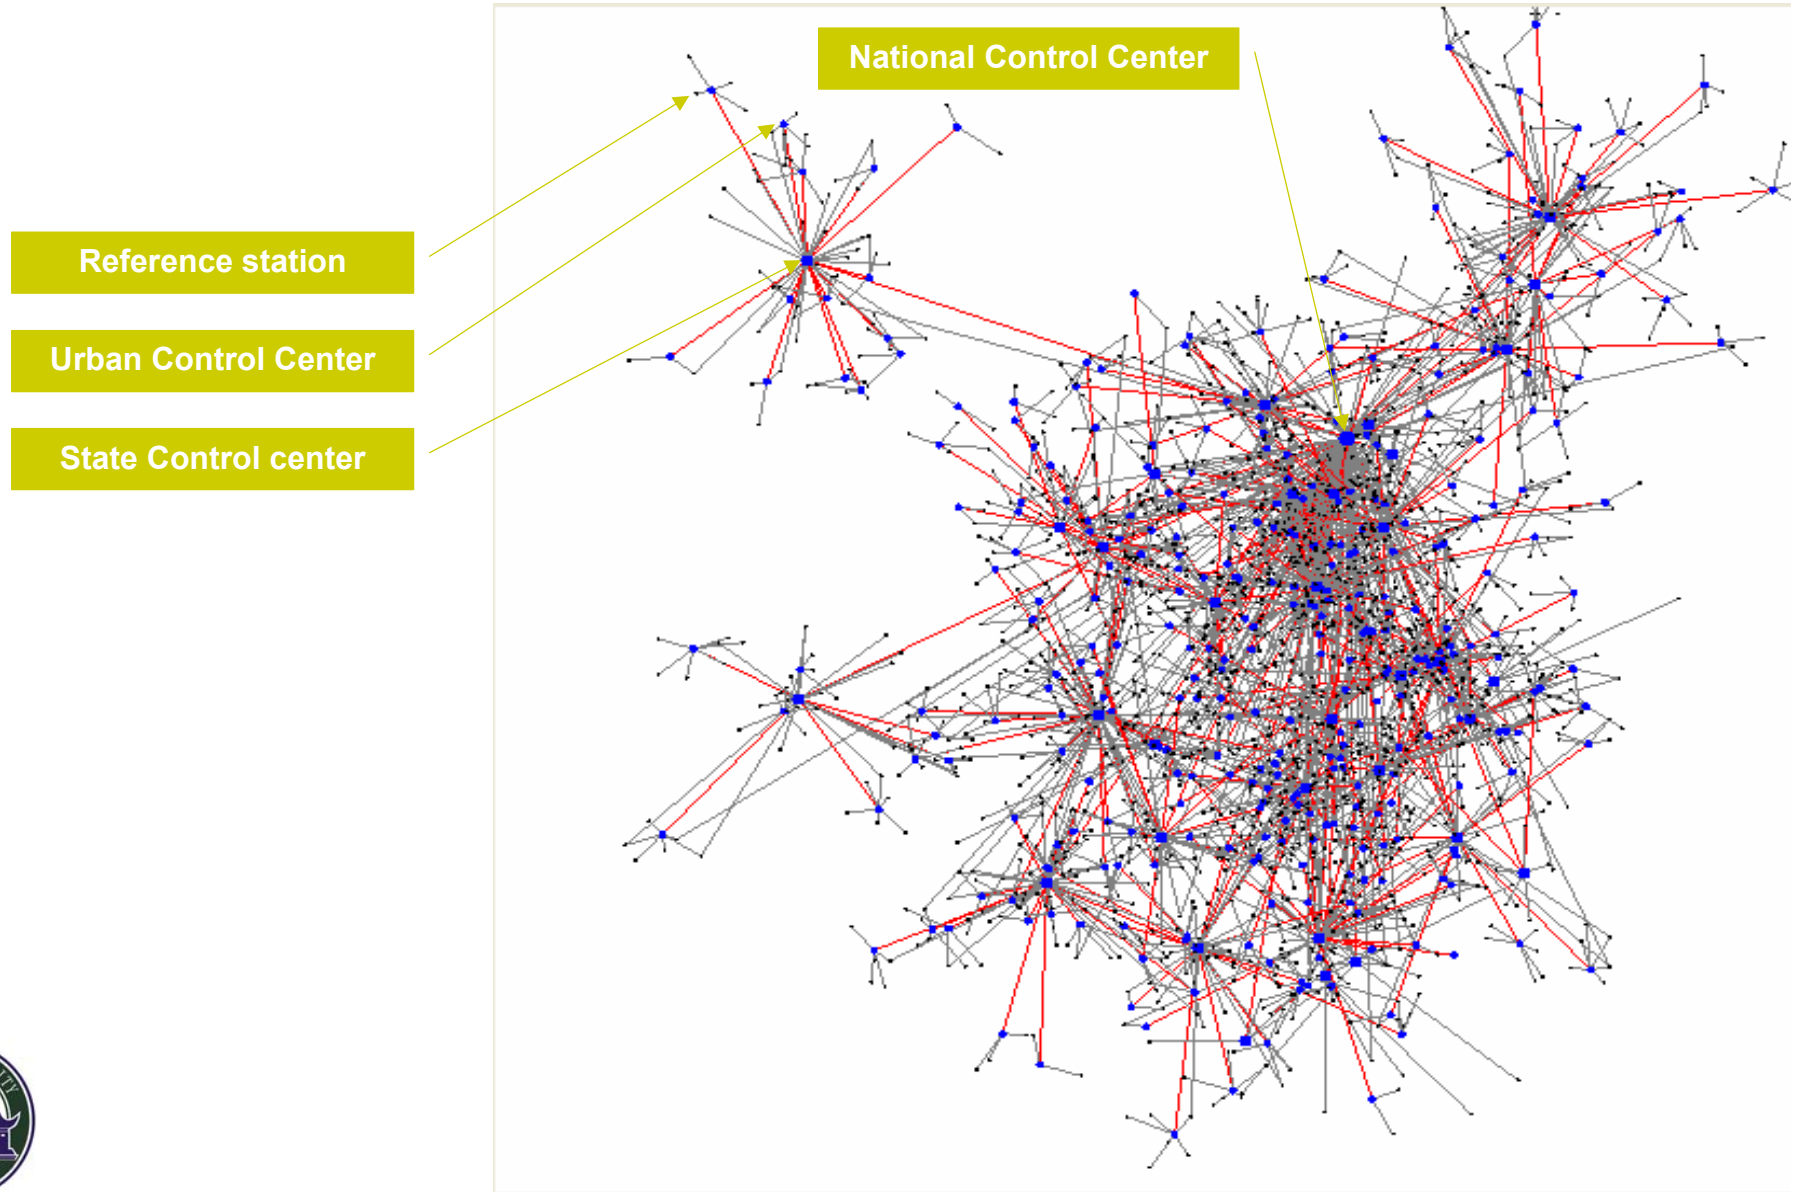 National Control Center
Reference station
Urban Control Center
State Control center